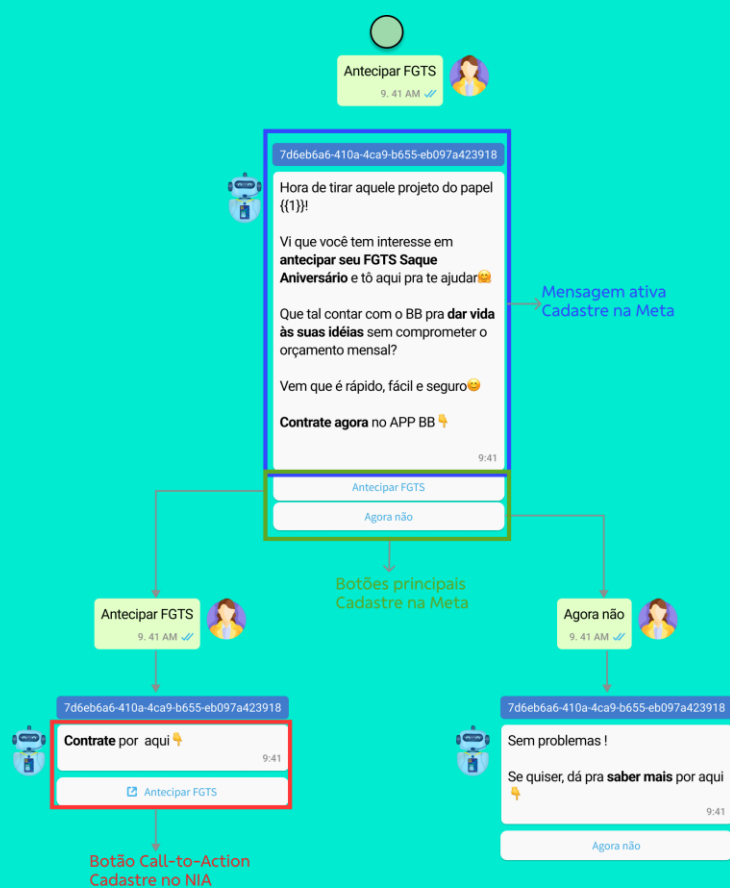 Antecipar FGTS
9. 41 AM
7d6eb6a6-410a-4ca9-b655-eb097a423918
Hora de tirar aquele projeto do papel
{{1}}!
Vi que você tem interesse em
antecipar seu FGTS Saque
Aniversário e tô aqui pra te ajudar🤗
Que tal contar com o BB pra dar vida
às suas idéias sem comprometer o
orçamento mensal?
Vem que é rápido, fácil e seguro😊
Contrate agora no APP BB👇
9:41
Mensagem ativa
Cadastre na Meta
Antecipar FGTS
Agora não
Botões principais
Cadastre na Meta
Antecipar FGTS
9. 41 AM
7d6eb6a6-410a-4ca9-b655-eb097a423918
Contrate por aqui👇
9:41
Antecipar FGTS
Botão Call-to-Action
Cadastre no NIA
Agora não
9. 41 AM
7d6eb6a6-410a-4ca9-b655-eb097a423918
Sem problemas !
Se quiser, dá pra saber mais por aqui
👇
9:41
Agora não